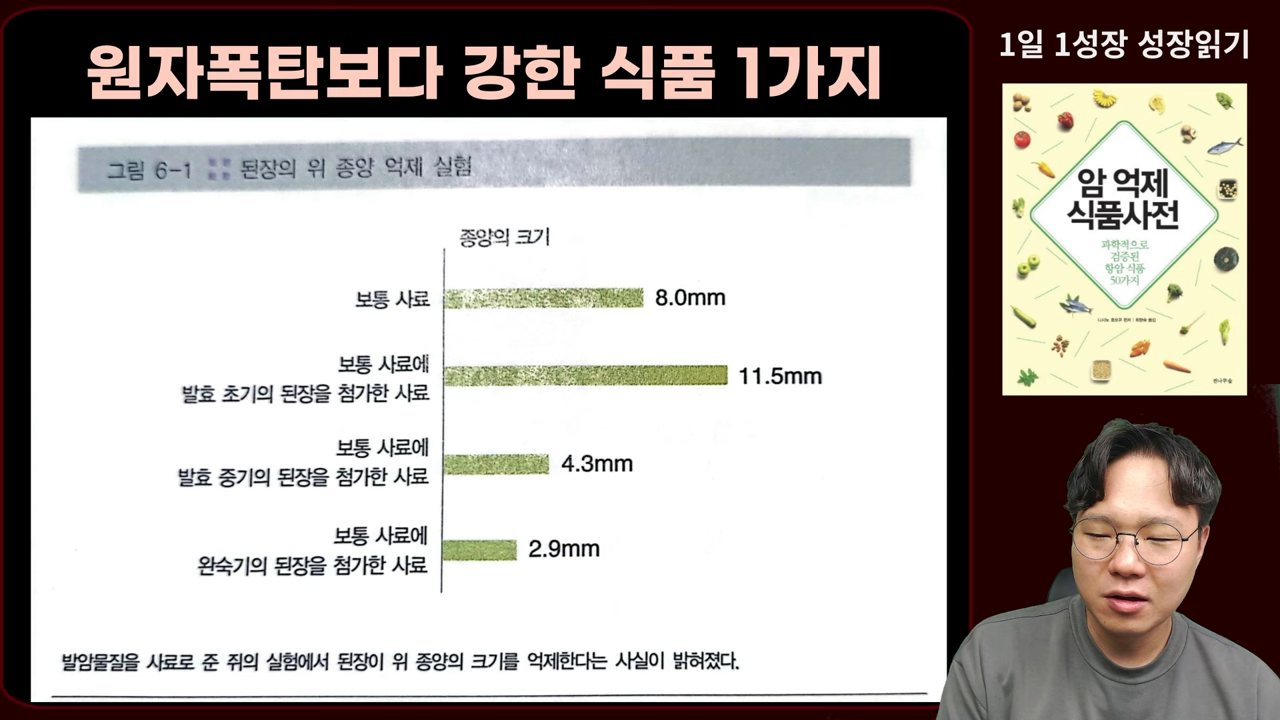 원자폭탄보다 강한 식품 1가지
1일 1성장 성장읽기
그림 6-1 된장의 위 종양 억제 실험
종양의 크기
보통 사료 8.0mm
보통 사료에
발효 초기의 된장을 첨가한 사료 11.5mm
보통 사료에
발효 중기의 된장을 첨가한 사료 4.3mm
보통 사료에
완숙기의 된장을 첨가한 사료 2.9mm
발암물질을 사료로 준 쥐의 실험에서 된장이 위 종양의 크기를 억제한다는 사실이 밝혀졌다.
암 억제
식품사전
과학적으로
검증된
항암 식품
50가지
전나무숲